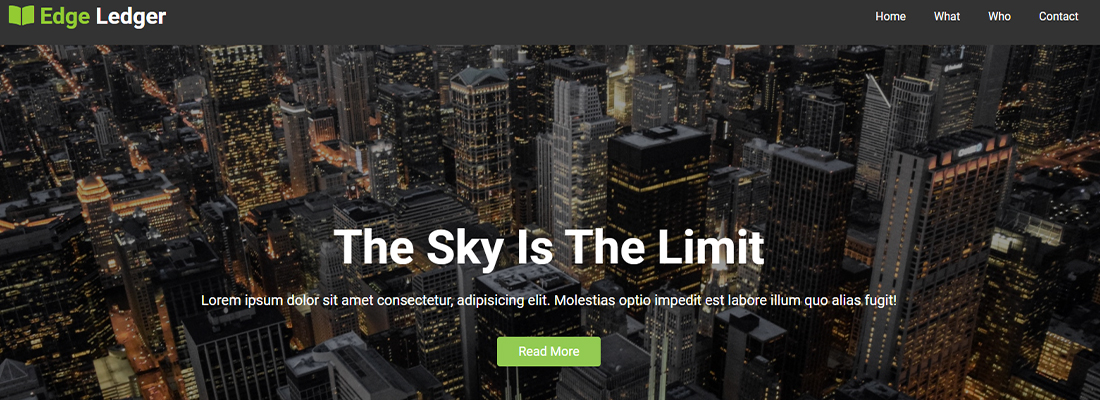 Edge Ledger
Home What Who Contact
The Sky Is The Limit
Lorem ipsum dolor sit amet consectetur, adipisicing elit. Molestias optio impedit est labore illum quo alias fugit!
Read More